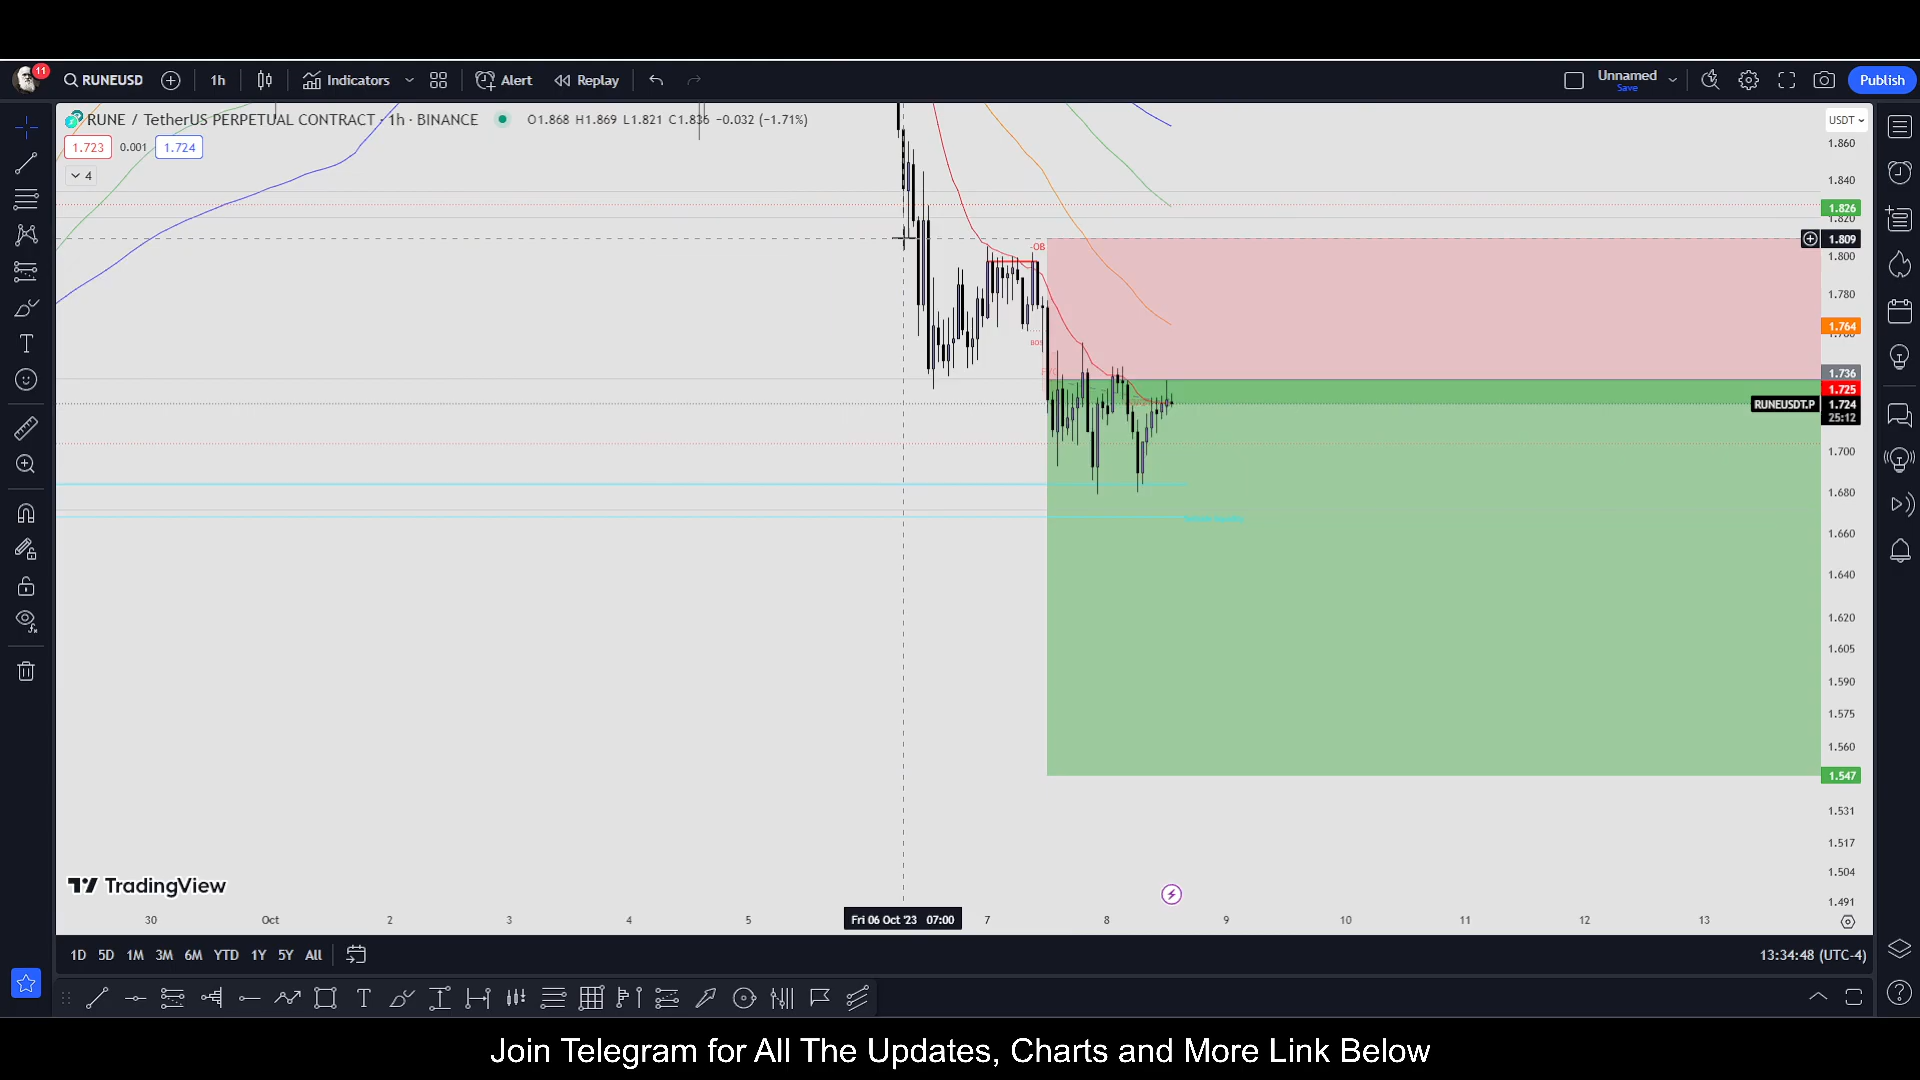 11
RUNEUSD
1h
Indicators
Alert
Replay
Unnamed
Save
Publish
RUNE / TetherUS PERPETUAL CONTRACT · 1h · BINANCE
O1.868 H1.869 L1.821 C1.836 −0.032 (−1.71%)
USDT
1.723
0.001
1.724
4
1.860
1.840
1.826
1.820
1.809
1.800
1.780
1.764
1.736
1.725
RUNEUSDT.P
1.724
25:12
1.700
1.680
1.660
1.640
1.620
1.605
1.590
1.575
1.560
1.547
1.531
1.517
1.504
1.491
-OB
TradingView
30
Oct
2
3
4
5
Fri 06 Oct '23 07:00
7
8
9
10
11
12
13
1D
5D
1M
3M
6M
YTD
1Y
5Y
All
13:34:48 (UTC-4)
Join Telegram for All The Updates, Charts and More Link Below